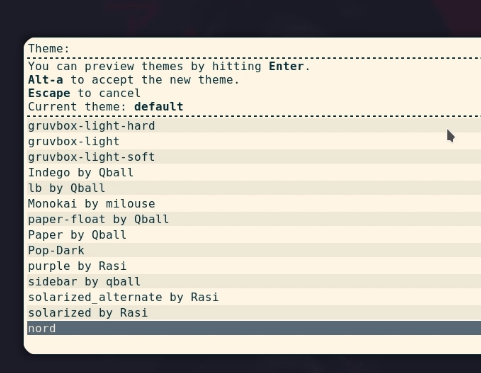 Theme:
You can preview themes by hitting Enter.
Alt-a to accept the new theme.
Escape to cancel
Current theme: default
gruvbox-light-hard
gruvbox-light
gruvbox-light-soft
Indego by Qball
lb by Qball
Monokai by milouse
paper-float by Qball
Paper by Qball
Pop-Dark
purple by Rasi
sidebar by qball
solarized_alternate by Rasi
solarized by Rasi
nord